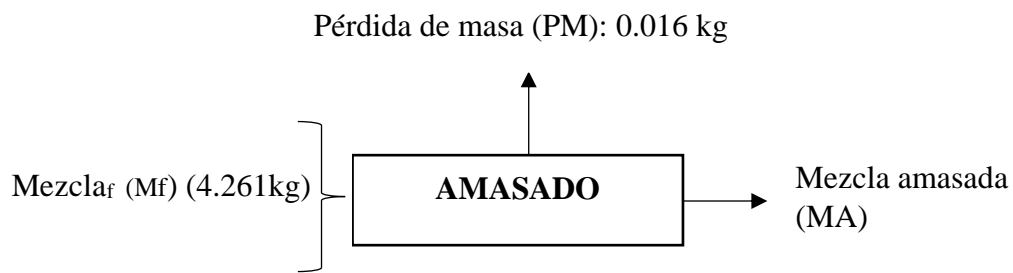 Pérdida de masa (PM): 0.016 kg
Mezclaf (Mf) (4.261kg)
AMASADO
Mezcla amasada
(MA)